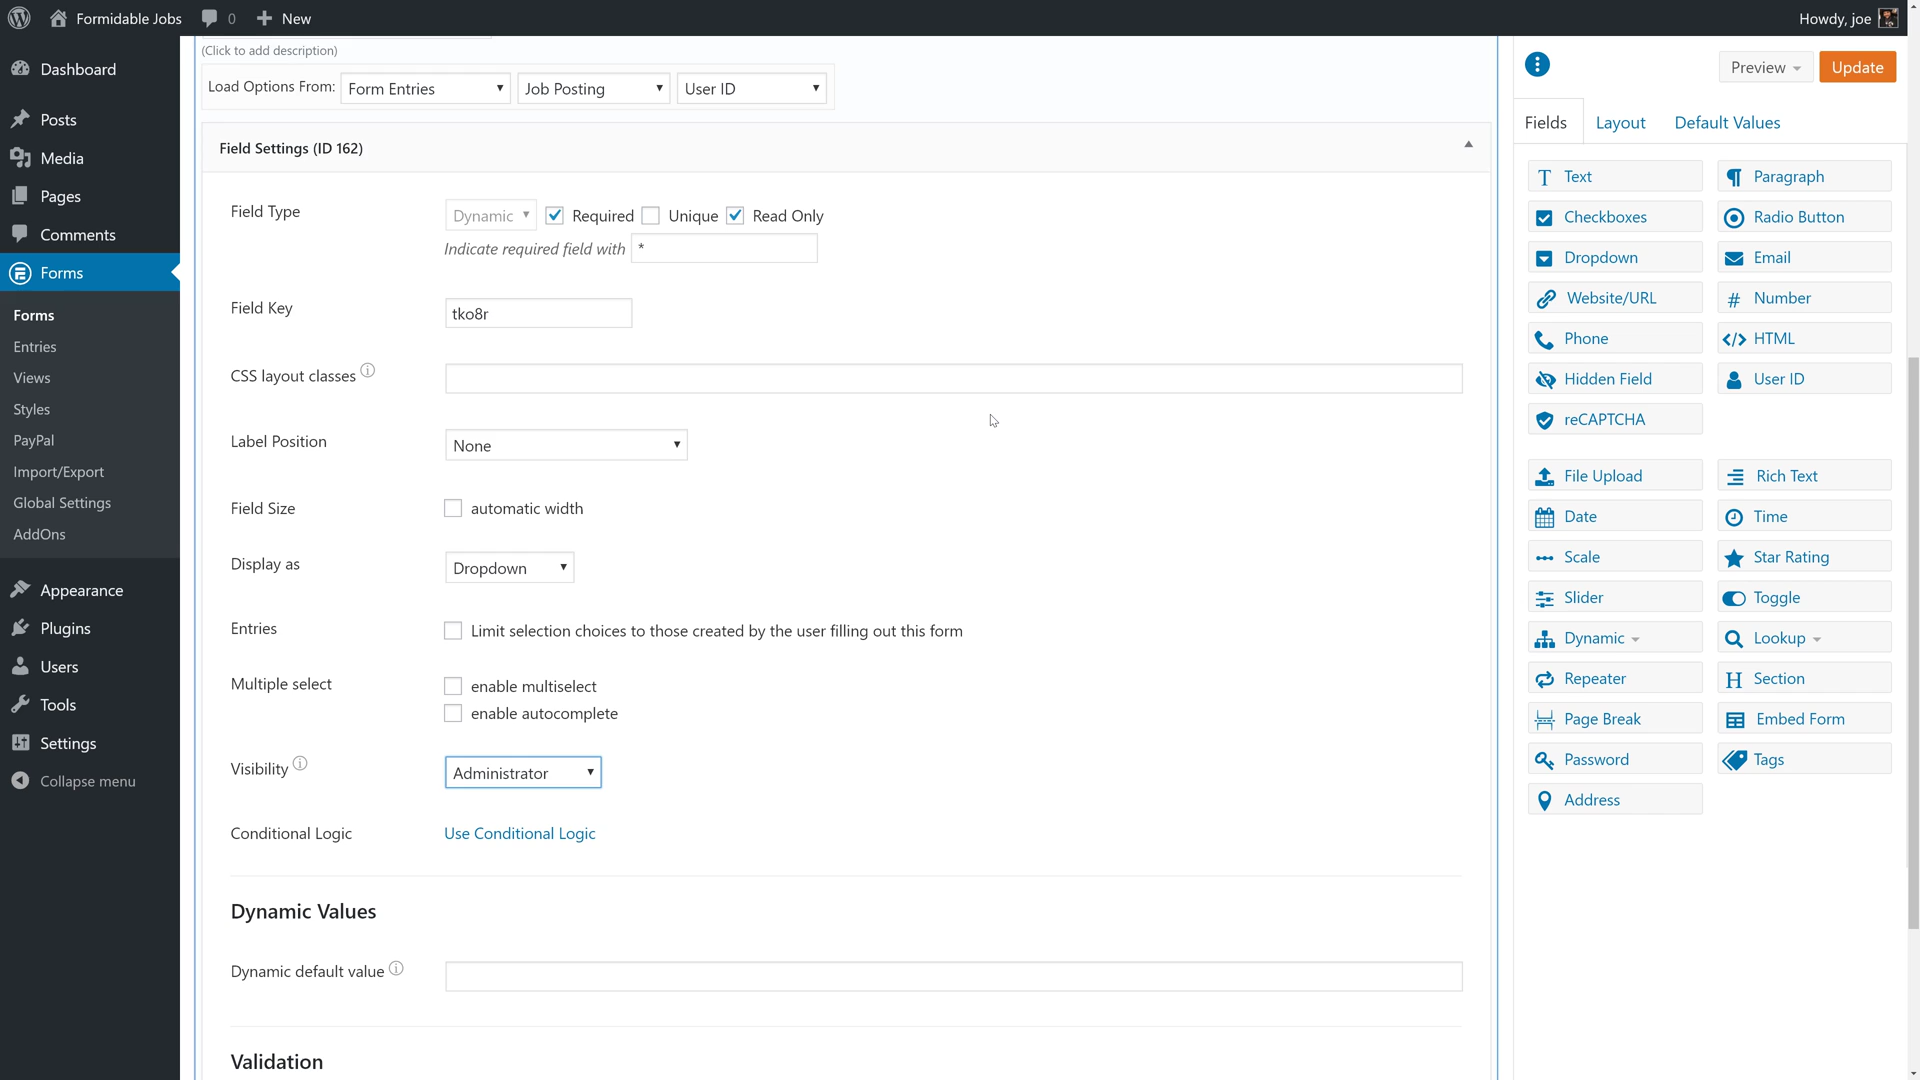 Formidable Jobs
0
New
Howdy, joe
Dashboard
Posts
Media
Pages
Comments
Forms
Forms
Entries
Views
Styles
PayPal
Import/Export
Global Settings
AddOns
Appearance
Plugins
Users
Tools
Settings
Collapse menu
(Click to add description)
Load Options From: Form Entries Job Posting User ID
Field Settings (ID 162)
Field Type Dynamic Required Unique Read Only
Indicate required field with *
Field Key tko8r
CSS layout classes
Label Position None
Field Size automatic width
Display as Dropdown
Entries Limit selection choices to those created by the user filling out this form
Multiple select enable multiselect
enable autocomplete
Visibility Administrator
Conditional Logic Use Conditional Logic
Dynamic Values
Dynamic default value
Validation
Preview Update
Fields Layout Default Values
Text Paragraph
Checkboxes Radio Button
Dropdown Email
Website/URL # Number
Phone HTML
Hidden Field User ID
reCAPTCHA
File Upload Rich Text
Date Time
Scale Star Rating
Slider Toggle
Dynamic Lookup
Repeater Section
Page Break Embed Form
Password Tags
Address